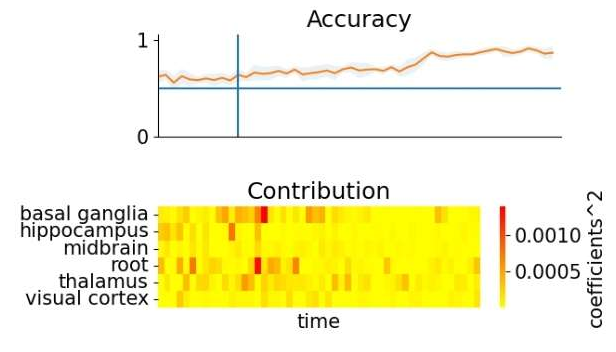 Accuracy
1
0
Contribution
basal ganglia
hippocampus
midbrain
root
thalamus
visual cortex
time
0.0010
0.0005
coefficients^2